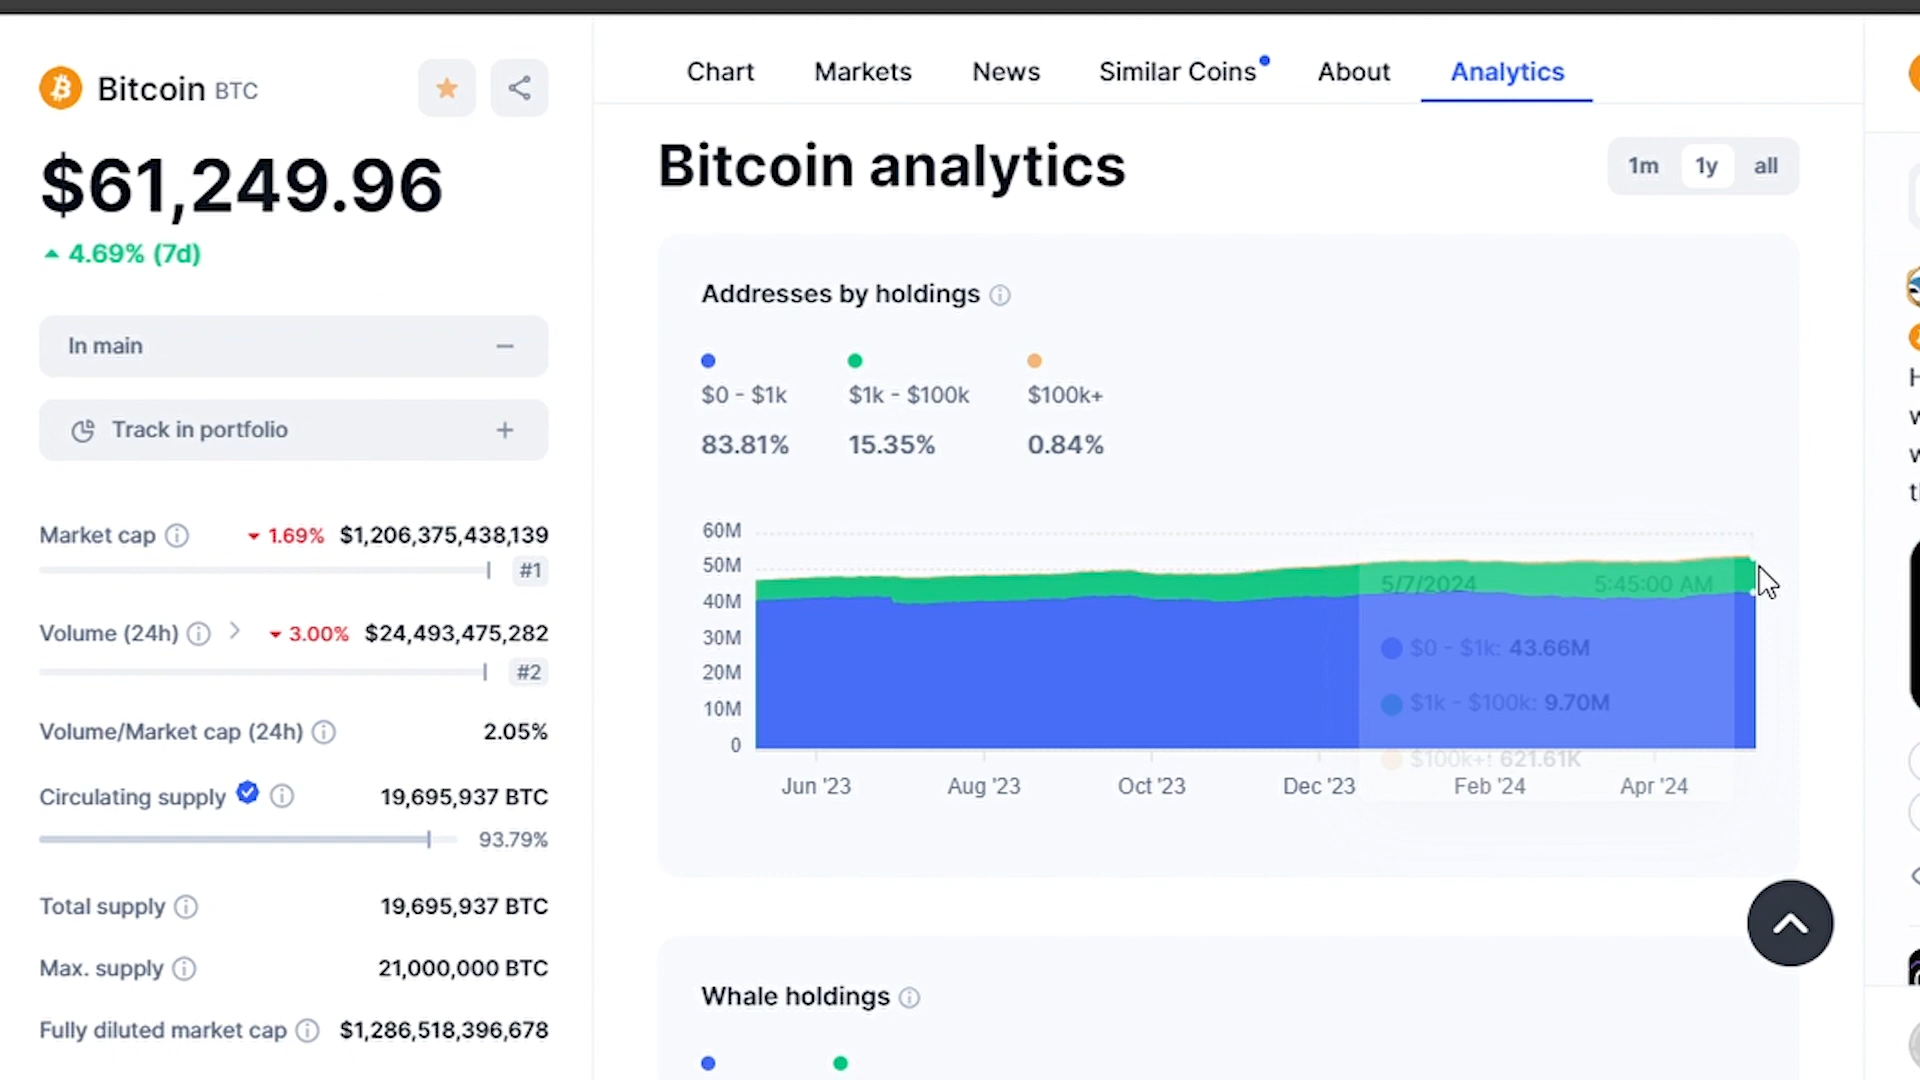 Bitcoin BTC
$61,249.96
4.69% (7d)
In main
Track in portfolio
Market cap 1.69% $1,206,375,438,139
#1
Volume (24h) 3.00% $24,493,475,282
#2
Volume/Market cap (24h) 2.05%
Circulating supply 19,695,937 BTC
93.79%
Total supply 19,695,937 BTC
Max. supply 21,000,000 BTC
Fully diluted market cap $1,286,518,396,678
Chart Markets News Similar Coins About Analytics
Bitcoin analytics
1m 1y all
Addresses by holdings
$0 - $1k $1k - $100k $100k+
83.81% 15.35% 0.84%
60M
50M
40M
30M
20M
10M
0
5/7/2024 5:45:00 AM
$0 - $1k: 43.66M
$1k - $100k: 9.70M
$100k+: 621.61K
Jun '23 Aug '23 Oct '23 Dec '23 Feb '24 Apr '24
Whale holdings